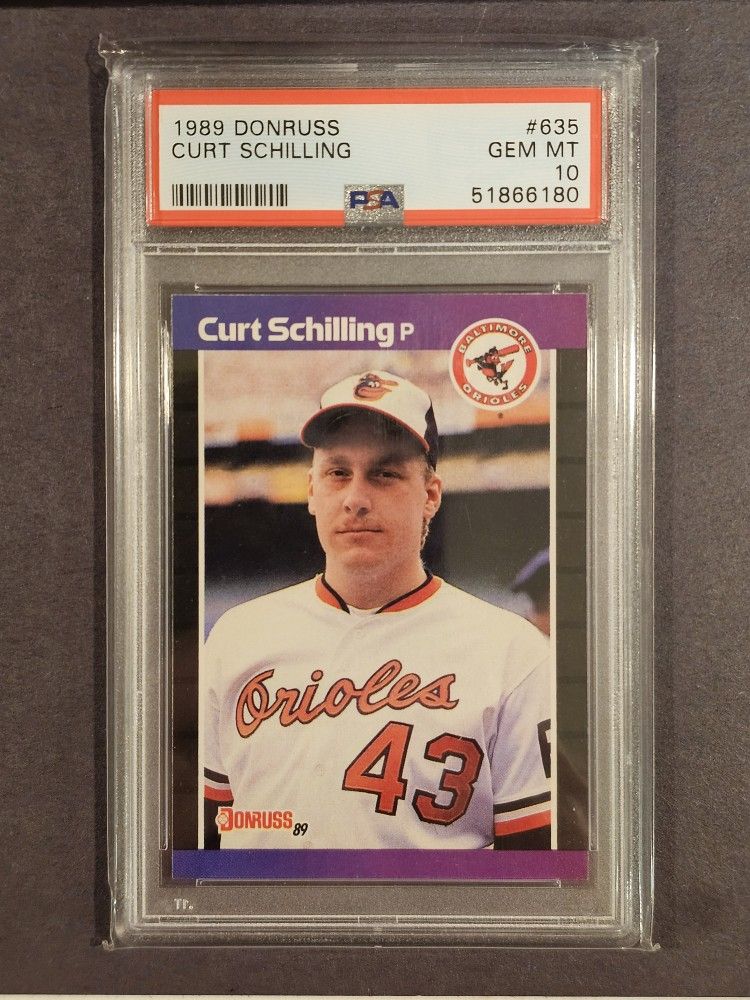 1989 DONRUSS #635
CURT SCHILLING GEM MT
10
PSA 51866180
Curt Schilling P
BALTIMORE
ORIOLES
Orioles
43
DONRUSS 89